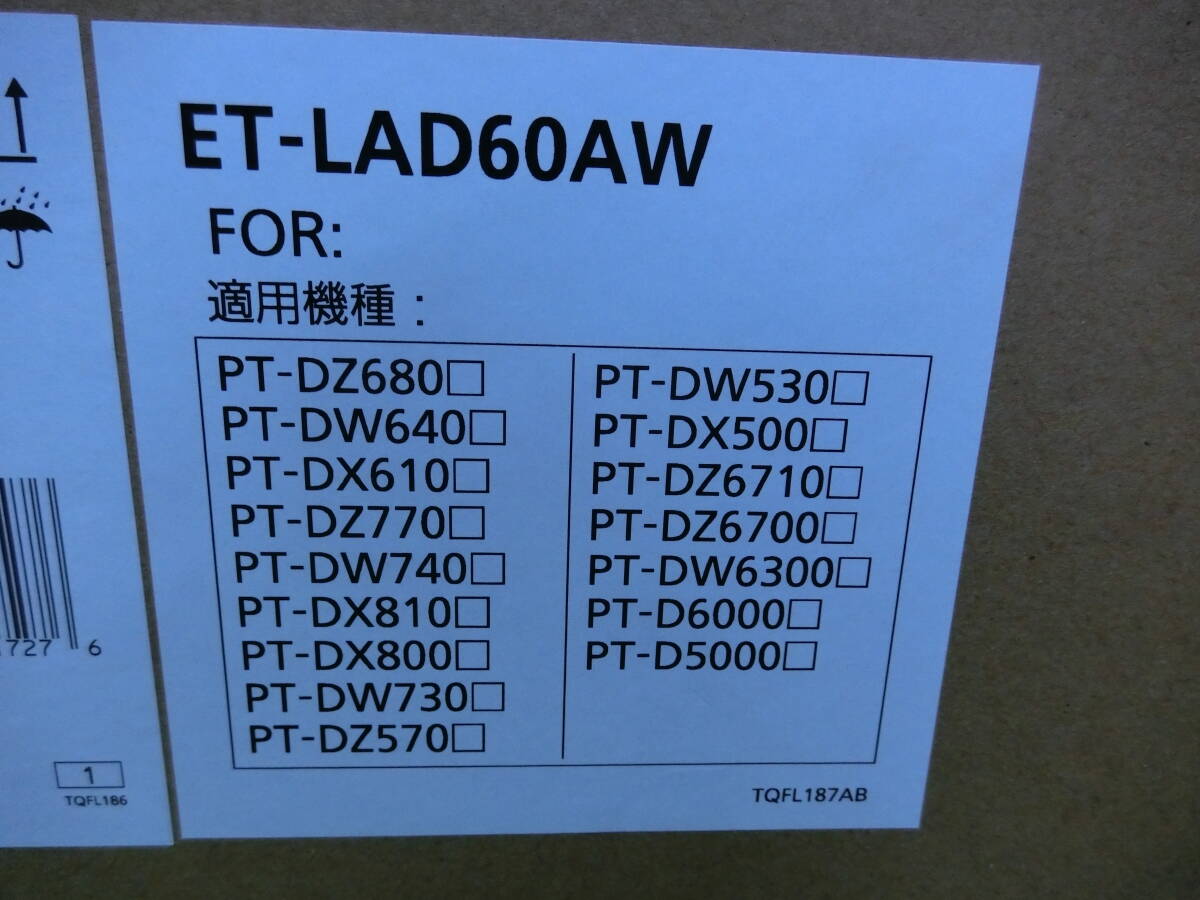 ET-LAD60AW
FOR:
適用機種：
PT-DZ680□
PT-DW640□
PT-DX610□
PT-DZ770□
PT-DW740□
PT-DX810□
PT-DX800□
PT-DW730□
PT-DZ570□
PT-DW530□
PT-DX500□
PT-DZ6710□
PT-DZ6700□
PT-DW6300□
PT-D6000□
PT-D5000□
TQFL187AB
727 6
1
TQFL186